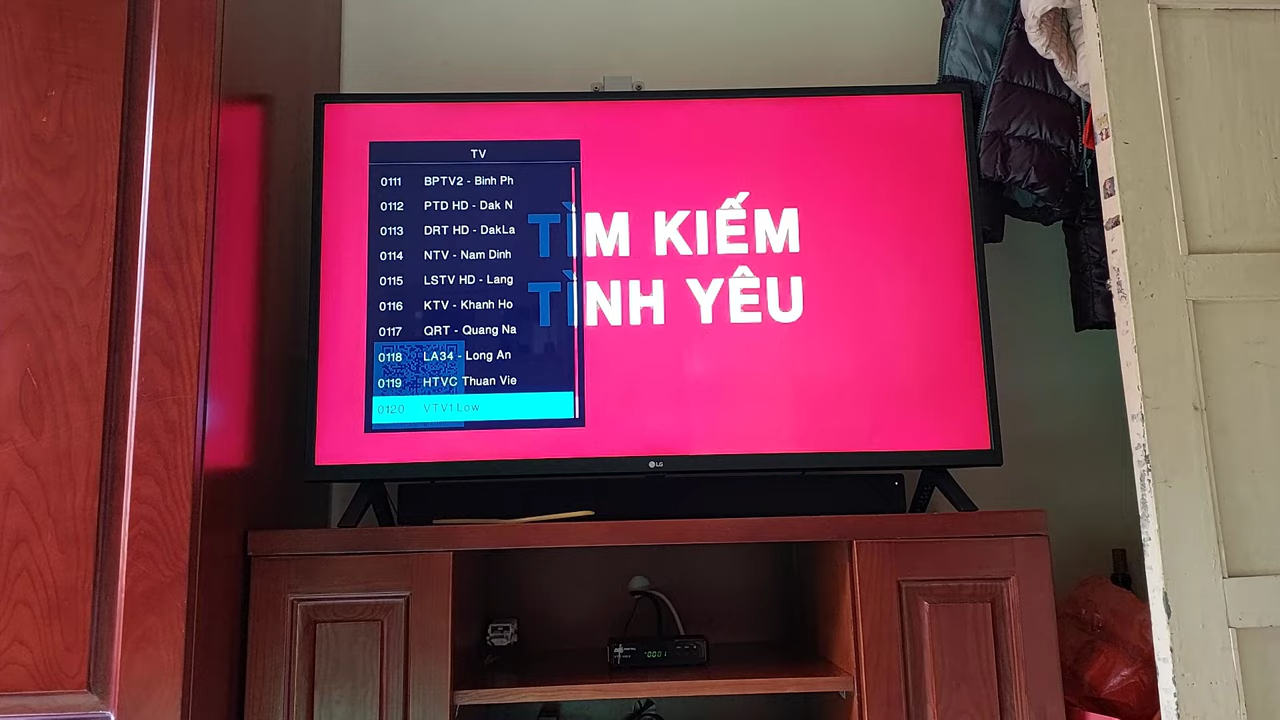 TV
0111 BPTV2 - Binh Ph
0112 PTD HD - Dak N
0113 DRT HD - DakLa
0114 NTV - Nam Dinh
0115 LSTV HD - Lang
0116 KTV - Khanh Ho
0117 QRT - Quang Na
0118 LA34 - Long An
0119 HTVC Thuan Vie
0120 VTV1 Low
TÌM KIẾM
TÌNH YÊU
LG
0001